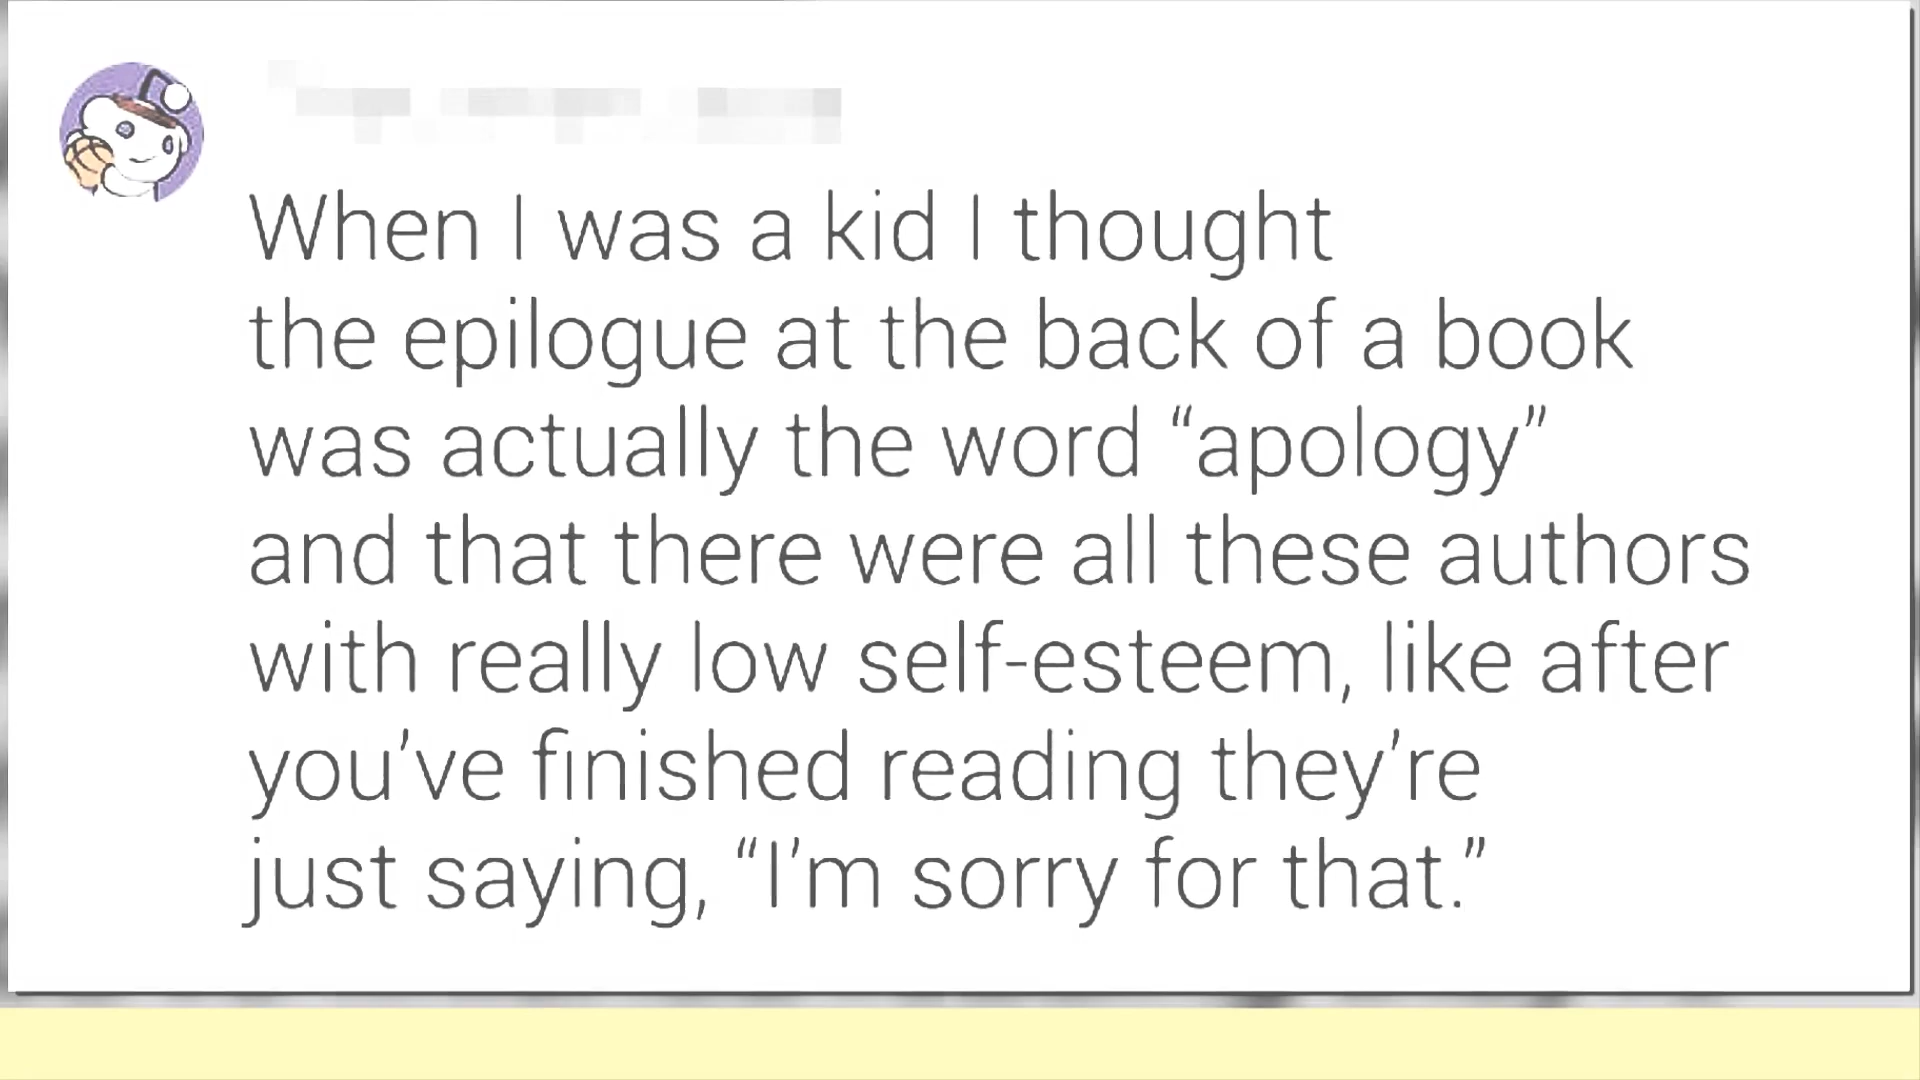 When I was a kid I thought
the epilogue at the back of a book
was actually the word “apology”
and that there were all these authors
with really low self-esteem, like after
you’ve finished reading they’re
just saying, “I’m sorry for that.”